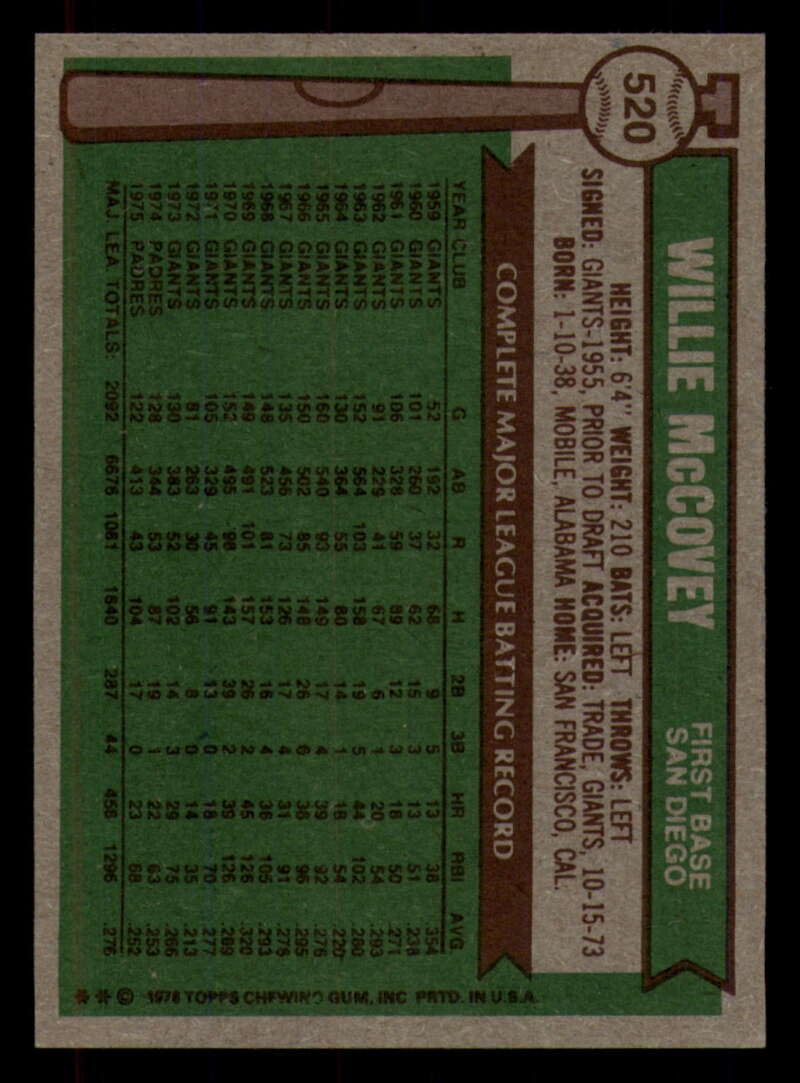 520
WILLIE McCOVEY
FIRST BASE
SAN DIEGO
HEIGHT: 6'4" WEIGHT: 210 BATS: LEFT THROWS: LEFT
SIGNED: GIANTS-1955, PRIOR TO DRAFT ACQUIRED: TRADE, GIANTS, 10-15-73
BORN: 1-10-38, MOBILE, ALABAMA HOME: SAN FRANCISCO, CAL.
COMPLETE MAJOR LEAGUE BATTING RECORD
YEAR CLUB G AB R H 2B 3B HR RBI AVG.
1959 GIANTS 52 192 32 68 9 5 13 38 .354
1960 GIANTS 101 260 37 62 15 3 13 51 .238
1961 GIANTS 106 328 59 89 12 3 18 50 .271
1962 GIANTS 91 229 41 67 6 1 20 54 .293
1963 GIANTS 152 564 103 158 19 5 44 102 .280
1964 GIANTS 130 364 55 80 14 1 18 54 .220
1965 GIANTS 160 540 93 149 17 4 39 92 .276
1966 GIANTS 150 502 85 148 26 6 36 96 .295
1967 GIANTS 135 456 73 126 17 4 31 91 .276
1968 GIANTS 148 523 81 153 16 4 36 105 .293
1969 GIANTS 149 491 101 157 26 2 45 126 .320
1970 GIANTS 152 495 98 143 39 2 39 126 .289
1971 GIANTS 105 329 45 91 13 0 18 70 .277
1972 GIANTS 81 263 30 56 8 0 14 35 .213
1973 GIANTS 130 383 52 102 14 3 29 75 .266
1974 PADRES 128 344 53 87 19 1 22 63 .253
1975 PADRES 122 413 43 104 17 0 23 68 .252
MAJ. LEA. TOTALS: 2092 6676 1081 1840 287 44 458 1296 .276
* * © 1976 TOPPS CHEWING GUM, INC. PRTD. IN U.S.A.